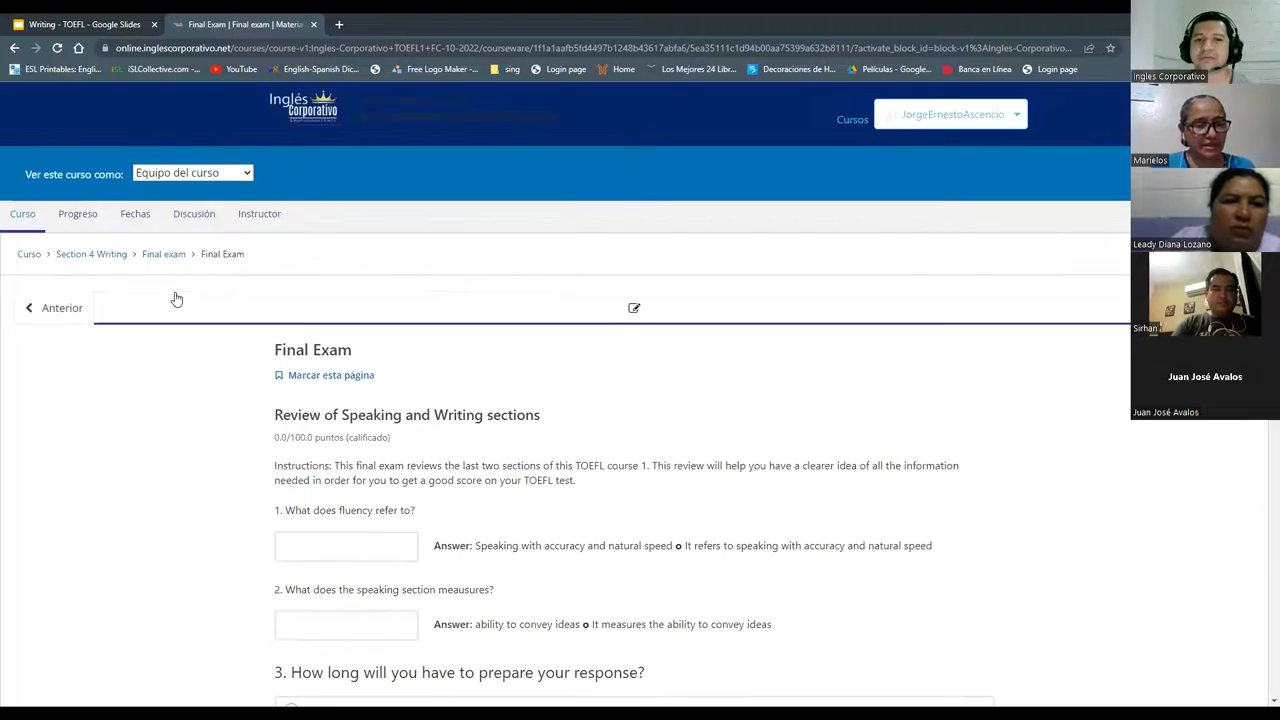 Writing - TOEFL - Google Slides
Final Exam | Final exam | Materia
online.inglescorporativo.net/courses/course-v1:Ingles-Corporativo+TOEFL1+FC-10-2022/courseware/1f1a1aafb5fd4497b1248b43617abfa6/5ea35111c1d94b00aa75399a632b8111/?activate_block_id=block-v1%3AIngles-Corporativo...
ESL Printables: Engli...
iSLCollective.com -...
YouTube
English-Spanish Dic...
Free Logo Maker -...
sing
Login page
Home
Los Mejores 24 Libr...
Decoraciones de H...
Películas - Google...
Banca en Línea
Login page
Inglés
Corporativo
Cursos
JorgeErnestoAscencio
Ver este curso como:
Equipo del curso
Curso
Progreso
Fechas
Discusión
Instructor
Curso > Section 4 Writing > Final exam > Final Exam
Anterior
Final Exam
Marcar esta página
Review of Speaking and Writing sections
0.0/100.0 puntos (calificado)
Instructions: This final exam reviews the last two sections of this TOEFL course 1. This review will help you have a clearer idea of all the information
needed in order for you to get a good score on your TOEFL test.
1. What does fluency refer to?
Answer: Speaking with accuracy and natural speed o It refers to speaking with accuracy and natural speed
2. What does the speaking section meausures?
Answer: ability to convey ideas o It measures the ability to convey ideas
3. How long will you have to prepare your response?
Ingles Corporativo
Marielos
Leady Diana Lozano
Sirhan
Juan José Avalos
Juan José Avalos